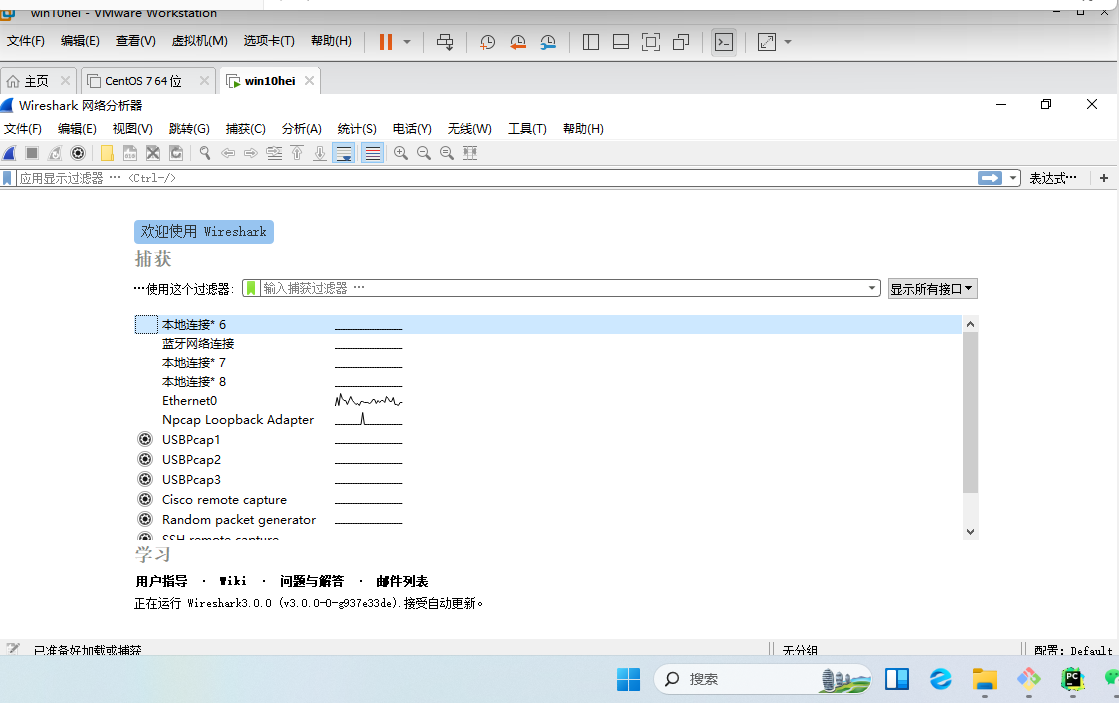 win10hei - VMware Workstation
文件(F) 编辑(E) 查看(V) 虚拟机(M) 选项卡(T) 帮助(H)
主页 CentOS 7 64 位 win10hei
Wireshark 网络分析器
文件(F) 编辑(E) 视图(V) 跳转(G) 捕获(C) 分析(A) 统计(S) 电话(Y) 无线(W) 工具(T) 帮助(H)
应用显示过滤器 … <Ctrl-/> 表达式… +
欢迎使用 Wireshark
捕获
…使用这个过滤器: 输入捕获过滤器 … 显示所有接口
本地连接* 6
蓝牙网络连接
本地连接* 7
本地连接* 8
Ethernet0
Npcap Loopback Adapter
USBPcap1
USBPcap2
USBPcap3
Cisco remote capture
Random packet generator
SSH remote capture
学习
用户指导 · Wiki · 问题与解答 · 邮件列表
正在运行 Wireshark3.0.0 (v3.0.0-0-g937e33de).接受自动更新。
已准备好加载或捕获 无分组 配置: Default
搜索
PC